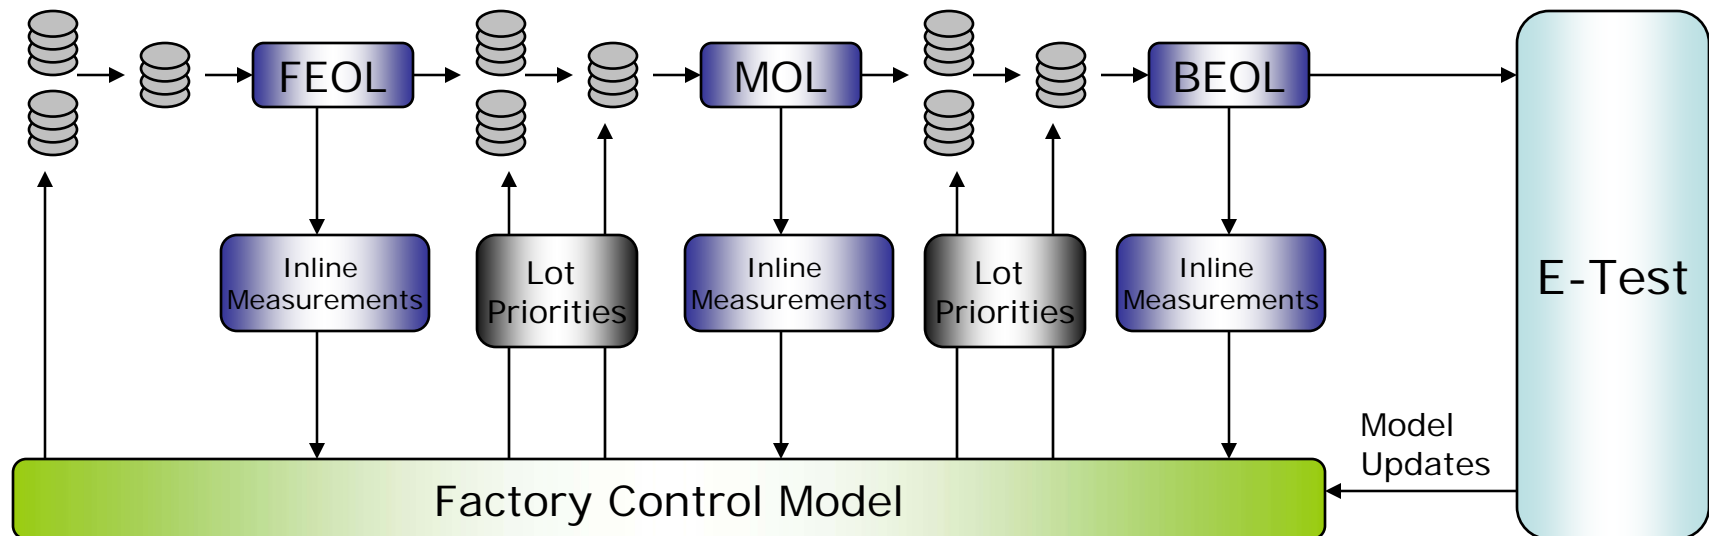 FEOL
MOL
BEOL
Inline
Measurements
Lot
Priorities
Inline
Measurements
Lot
Priorities
Inline
Measurements
E-Test
Model
Updates
Factory Control Model